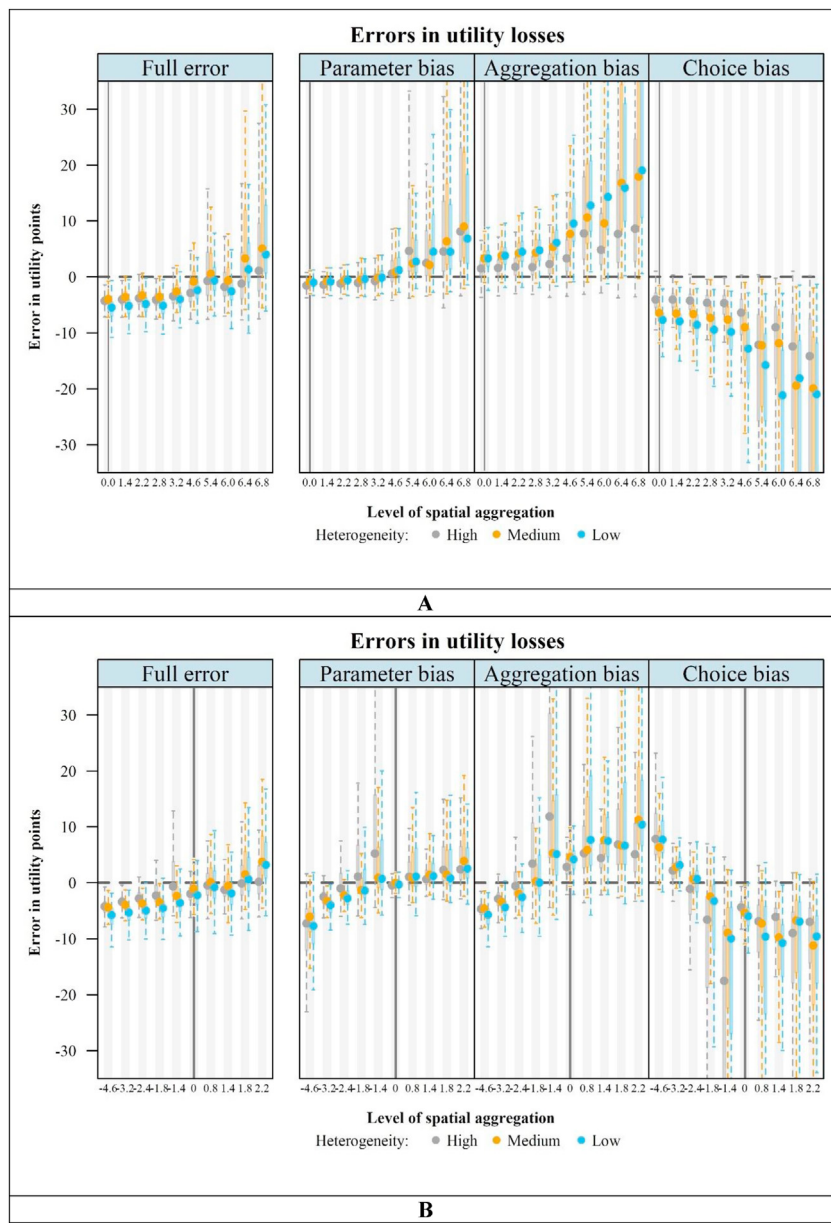 Errors in utility losses
Full error
Parameter bias
Aggregation bias
Choice bias
Error in utility points
30
20
10
0
-10
-20
-30
0.0 1.4 2.2 2.8 3.2 4.6 5.4 6.0 6.4 6.8
0.0 1.4 2.2 2.8 3.2 4.6 5.4 6.0 6.4 6.8
0.0 1.4 2.2 2.8 3.2 4.6 5.4 6.0 6.4 6.8
0.0 1.4 2.2 2.8 3.2 4.6 5.4 6.0 6.4 6.8
Level of spatial aggregation
Heterogeneity: High Medium Low
A
Errors in utility losses
Full error
Parameter bias
Aggregation bias
Choice bias
Error in utility points
30
20
10
0
-10
-20
-30
-4.6 -3.2 -2.4 -1.8 -1.4 0 0.8 1.4 1.8 2.2
-4.6 -3.2 -2.4 -1.8 -1.4 0 0.8 1.4 1.8 2.2
-4.6 -3.2 -2.4 -1.8 -1.4 0 0.8 1.4 1.8 2.2
-4.6 -3.2 -2.4 -1.8 -1.4 0 0.8 1.4 1.8 2.2
Level of spatial aggregation
Heterogeneity: High Medium Low
B